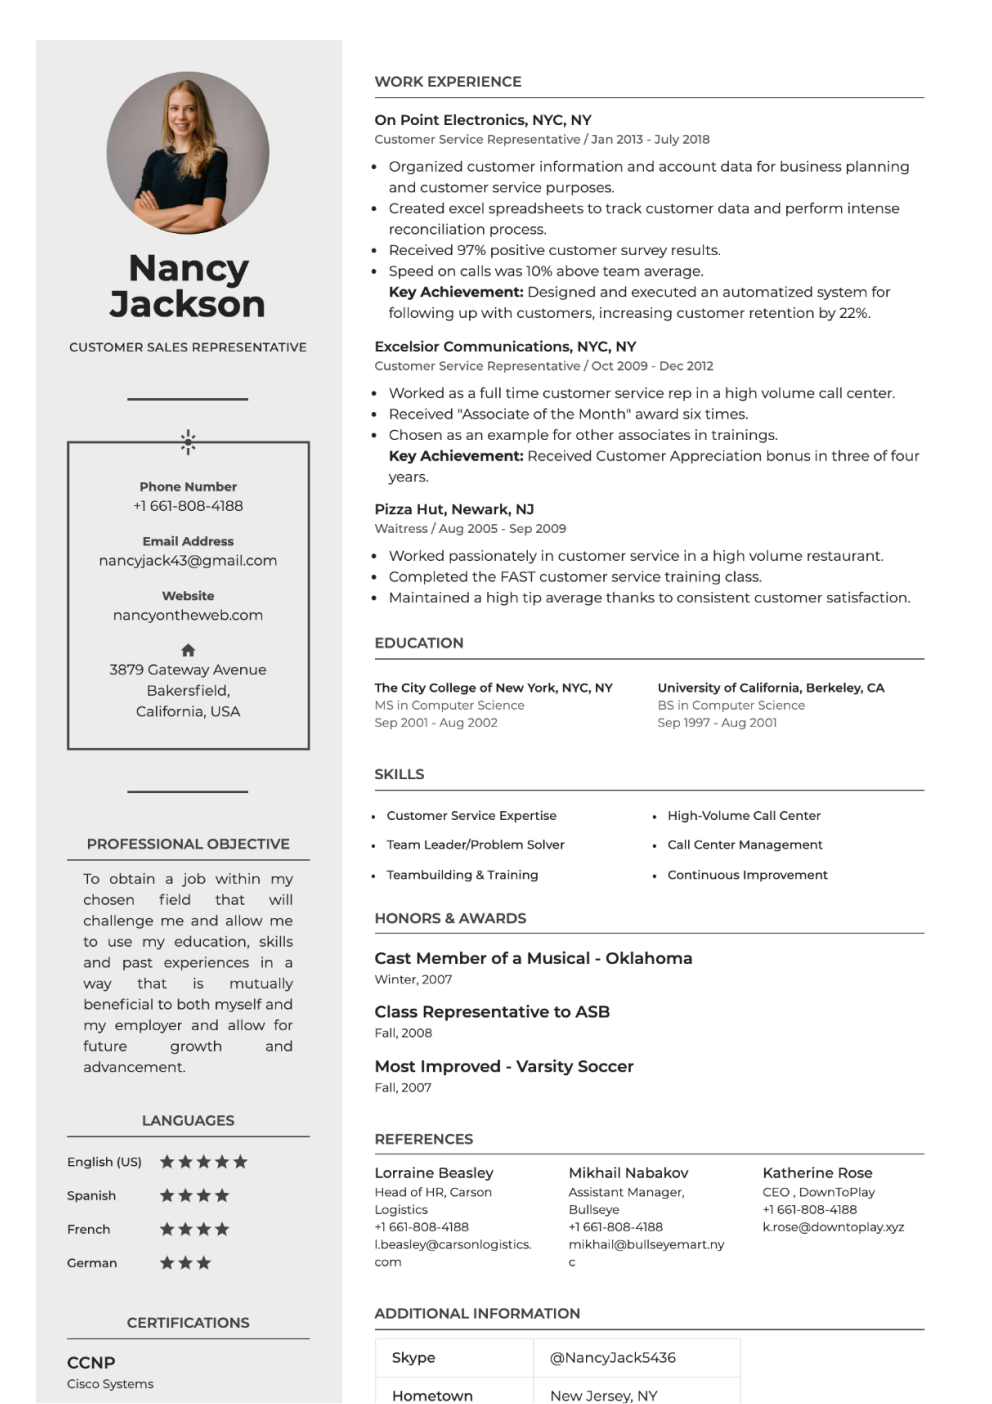 Nancy
Jackson
CUSTOMER SALES REPRESENTATIVE
Phone Number
+1 661-808-4188
Email Address
nancyjack43@gmail.com
Website
nancyontheweb.com
3879 Gateway Avenue
Bakersfield,
California, USA
PROFESSIONAL OBJECTIVE
To obtain a job within my
chosen field that will
challenge me and allow me
to use my education, skills
and past experiences in a
way that is mutually
beneficial to both myself and
my employer and allow for
future growth and
advancement.
LANGUAGES
English (US) ★★★★★
Spanish ★★★★
French ★★★★
German ★★★
CERTIFICATIONS
CCNP
Cisco Systems
WORK EXPERIENCE
On Point Electronics, NYC, NY
Customer Service Representative / Jan 2013 - July 2018
• Organized customer information and account data for business planning
and customer service purposes.
• Created excel spreadsheets to track customer data and perform intense
reconciliation process.
• Received 97% positive customer survey results.
• Speed on calls was 10% above team average.
Key Achievement: Designed and executed an automatized system for
following up with customers, increasing customer retention by 22%.
Excelsior Communications, NYC, NY
Customer Service Representative / Oct 2009 - Dec 2012
• Worked as a full time customer service rep in a high volume call center.
• Received "Associate of the Month" award six times.
• Chosen as an example for other associates in trainings.
Key Achievement: Received Customer Appreciation bonus in three of four
years.
Pizza Hut, Newark, NJ
Waitress / Aug 2005 - Sep 2009
• Worked passionately in customer service in a high volume restaurant.
• Completed the FAST customer service training class.
• Maintained a high tip average thanks to consistent customer satisfaction.
EDUCATION
The City College of New York, NYC, NY
MS in Computer Science
Sep 2001 - Aug 2002
University of California, Berkeley, CA
BS in Computer Science
Sep 1997 - Aug 2001
SKILLS
• Customer Service Expertise
• High-Volume Call Center
• Team Leader/Problem Solver
• Call Center Management
• Teambuilding & Training
• Continuous Improvement
HONORS & AWARDS
Cast Member of a Musical - Oklahoma
Winter, 2007
Class Representative to ASB
Fall, 2008
Most Improved - Varsity Soccer
Fall, 2007
REFERENCES
Lorraine Beasley
Head of HR, Carson
Logistics
+1 661-808-4188
l.beasley@carsonlogistics.
com
Mikhail Nabakov
Assistant Manager,
Bullseye
+1 661-808-4188
mikhail@bullseyemart.ny
c
Katherine Rose
CEO , DownToPlay
+1 661-808-4188
k.rose@downtoplay.xyz
ADDITIONAL INFORMATION
Skype @NancyJack5436
Hometown New Jersey, NY